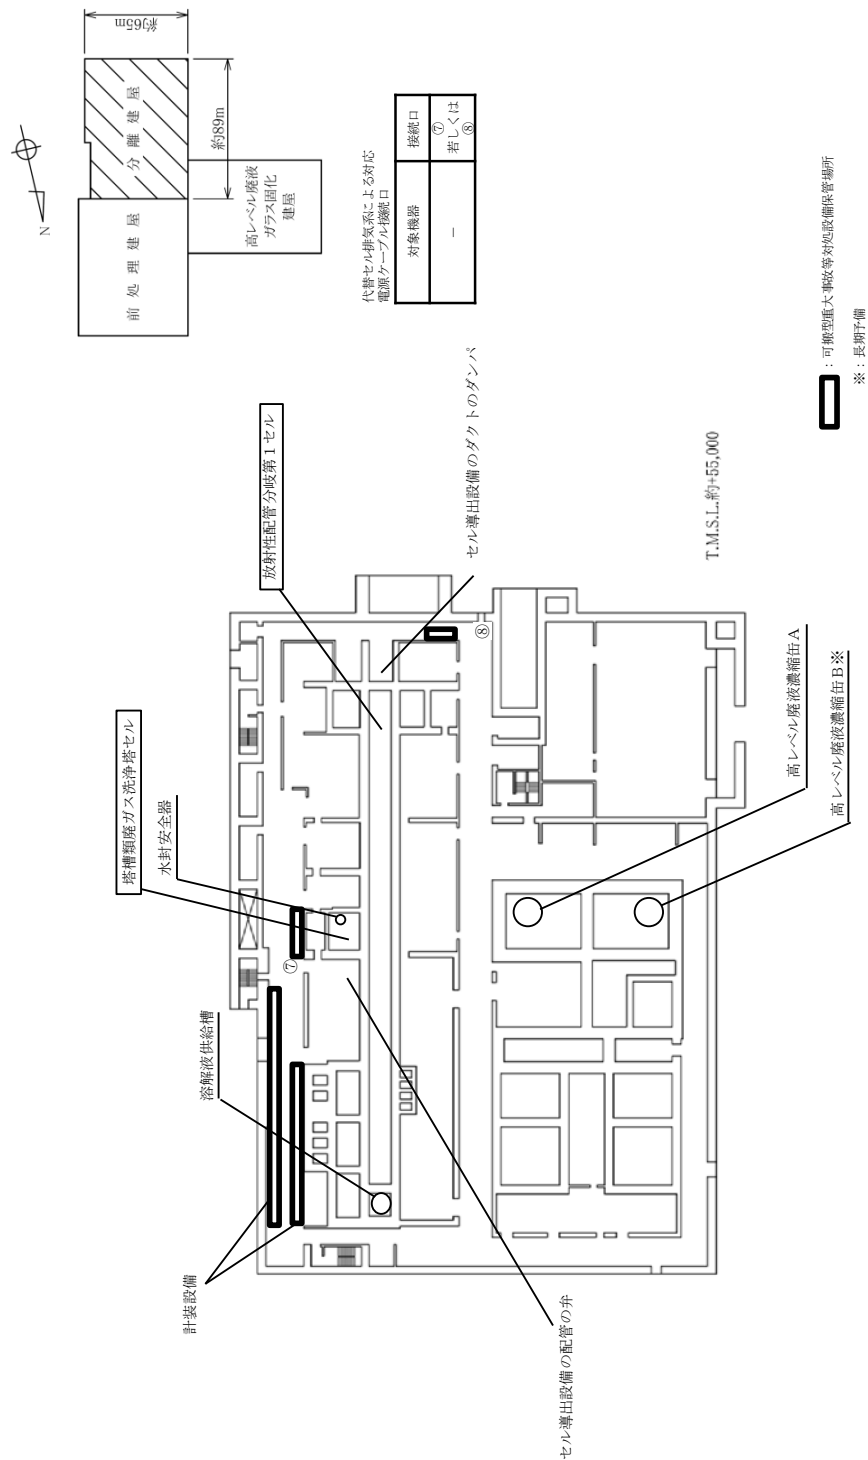 N
約65m
分離建屋
約89m
前処理建屋
高レベル廃液
ガラス固化
建屋
代替セル排気系による対応
電源ケーブル接続口
対象機器
接続口
－
⑦
若しくは
⑧
計装設備
溶解液供給槽
塔槽類廃ガス洗浄塔セル
水封安全器
放射性配管分岐第１セル
セル導出設備のダクトのダンパ
⑦
⑧
セル導出設備の配管の弁
高レベル廃液濃縮缶Ａ
高レベル廃液濃縮缶Ｂ※
T.M.S.L.約+55,000
：可搬型重大事故等対処設備保管場所
※：長期予備